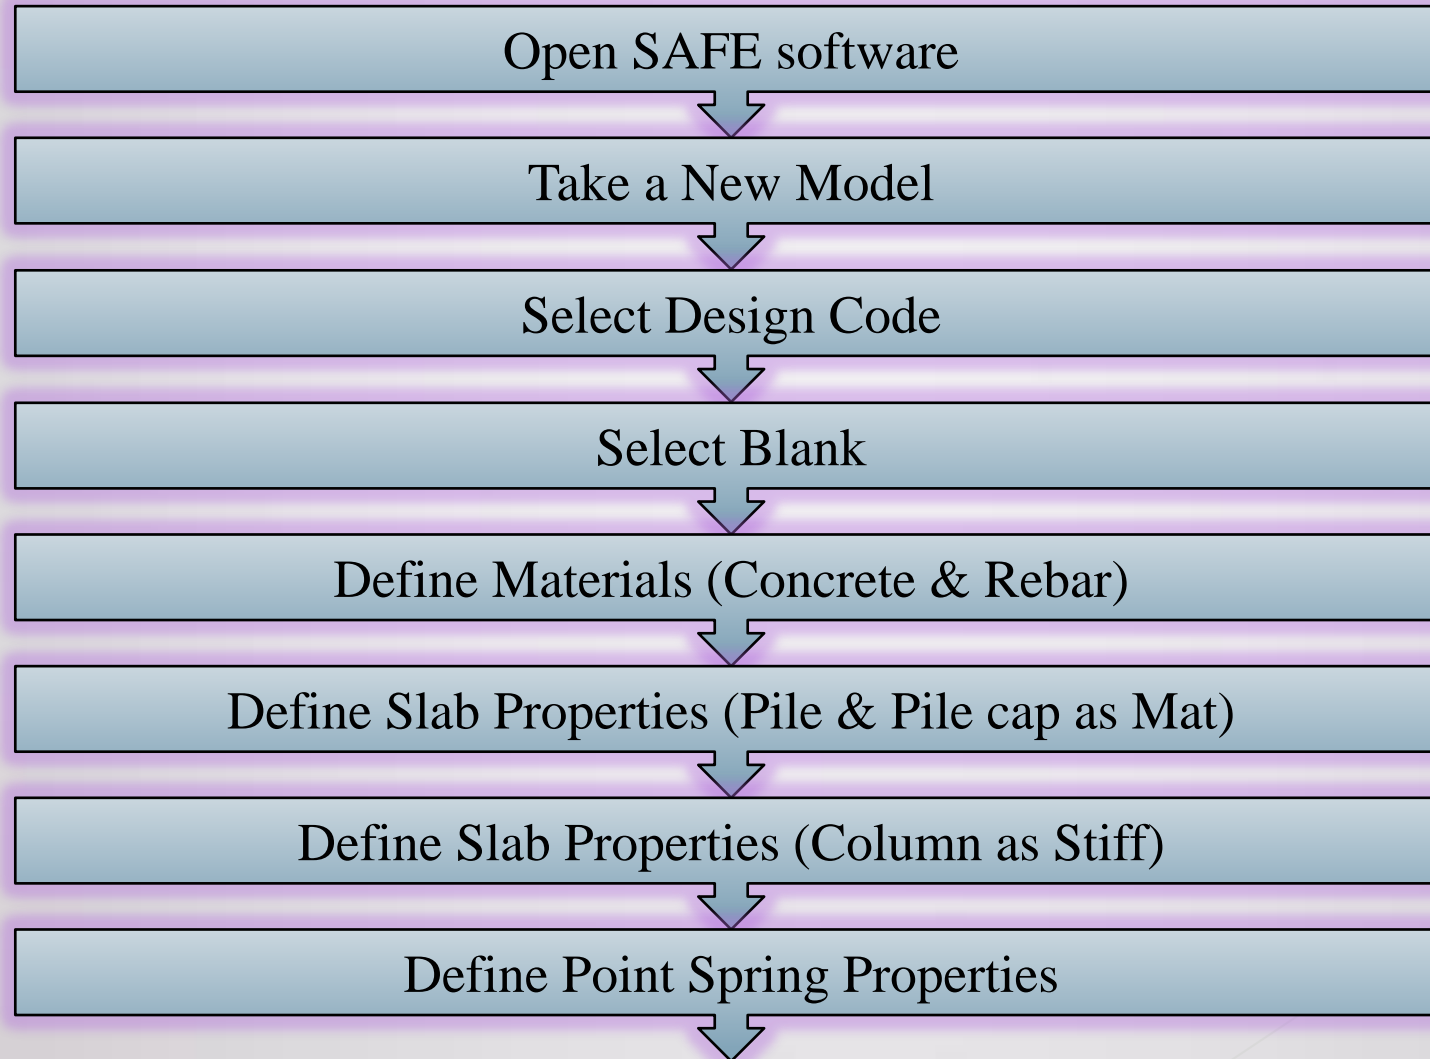 Open SAFE software
Take a New Model
Select Design Code
Select Blank
Define Materials (Concrete & Rebar)
Define Slab Properties (Pile & Pile cap as Mat)
Define Slab Properties (Column as Stiff)
Define Point Spring Properties